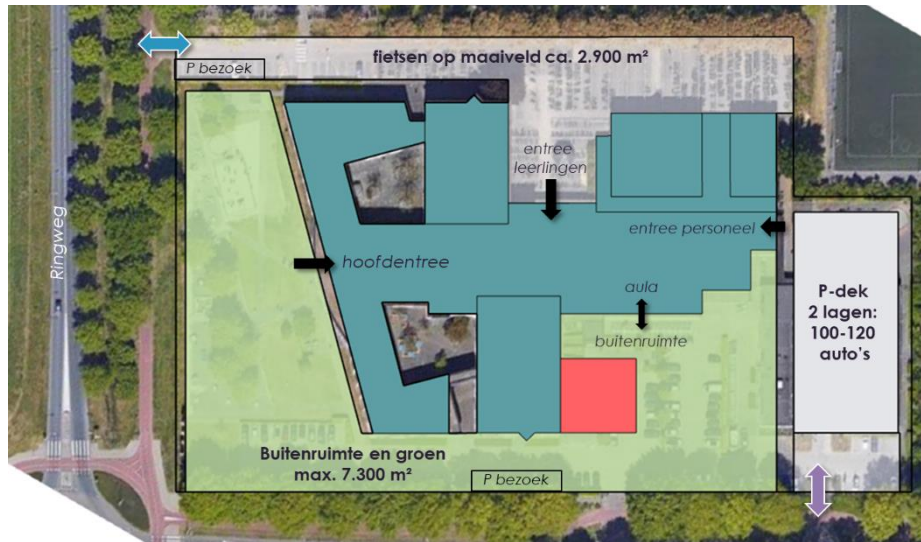 fietsen op maaiveld ca. 2.900 m²
P bezoek
entree
leerlingen
entree personeel
Ringweg
hoofdentree
aula
buitenruimte
P-dek
2 lagen:
100-120
auto's
Buitenruimte en groen
max. 7.300 m²
P bezoek